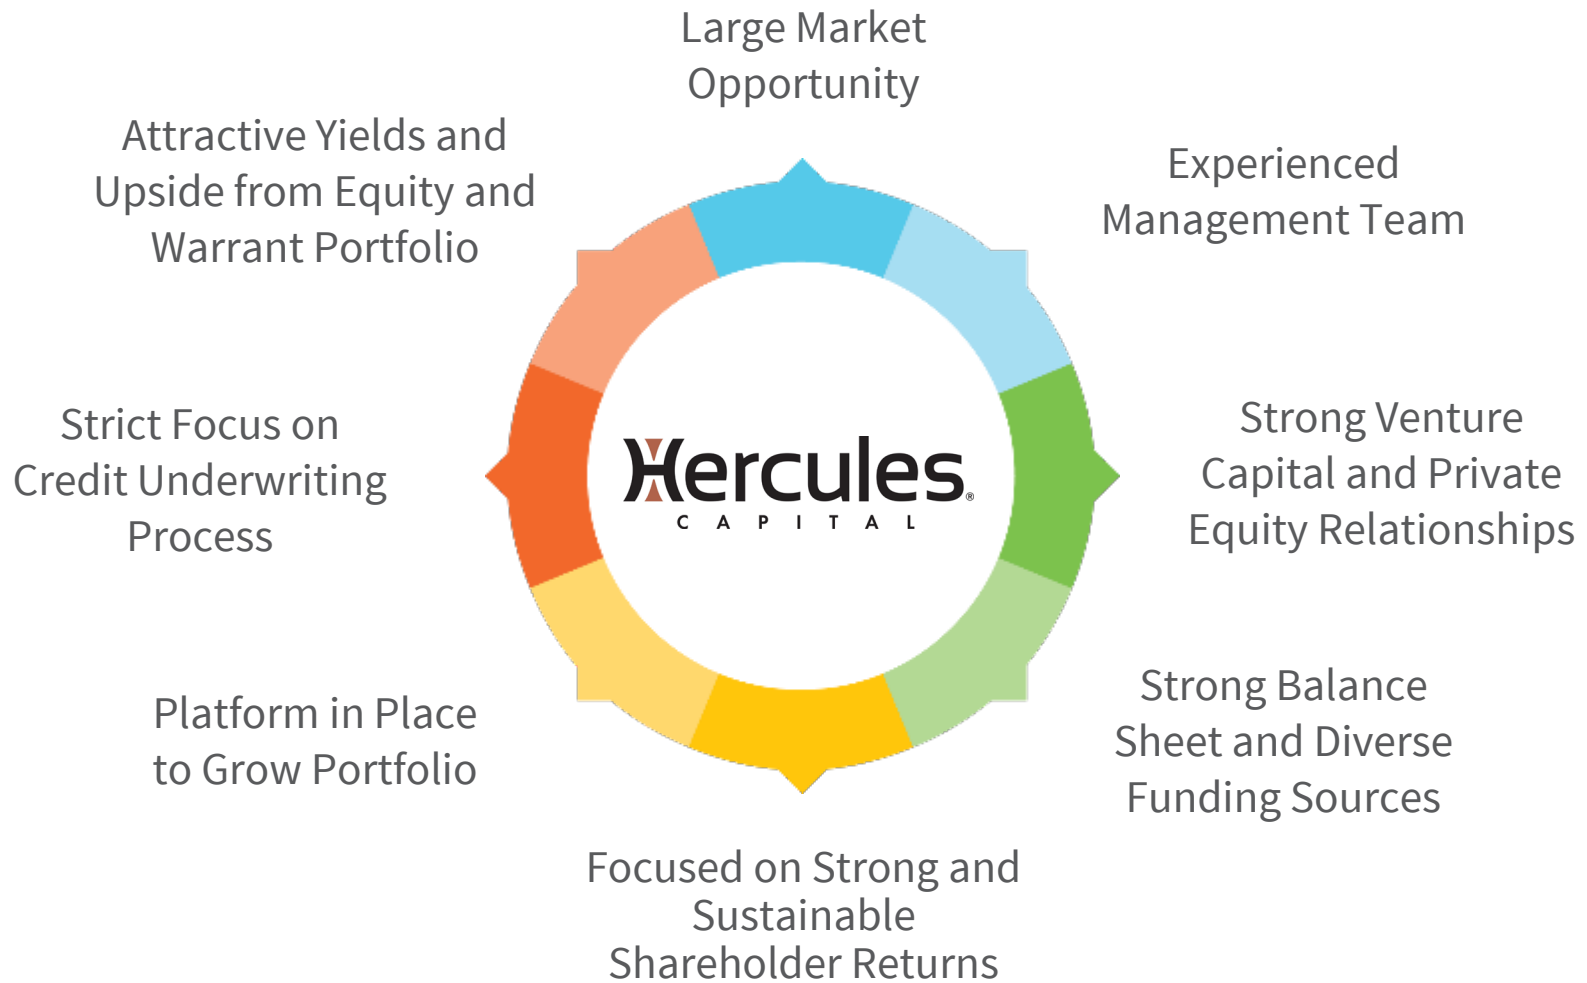 Large Market
Opportunity
Experienced
Management Team
Strong Venture
Capital and Private
Equity Relationships
Strong Balance
Sheet and Diverse
Funding Sources
Focused on Strong and
Sustainable
Shareholder Returns
Platform in Place
to Grow Portfolio
Strict Focus on
Credit Underwriting
Process
Attractive Yields and
Upside from Equity and
Warrant Portfolio
Hercules®
CAPITAL